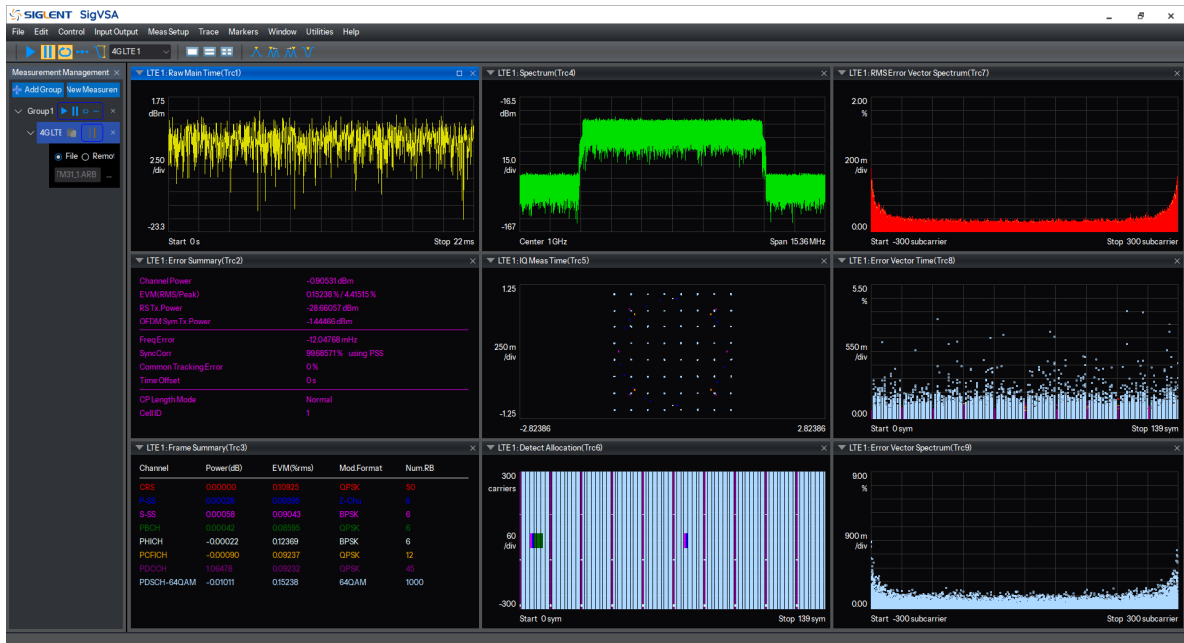 SIGLENT SigVSA
File Edit Control Input Output Meas Setup Trace Markers Window Utilities Help
4G LTE 1
Measurement Management
Add Group New Measuren
Group1
4G LTE
File Remot
TM31_1.ARB ...
LTE 1: Raw Main Time(Trc1)
1.75
dBm
2.50
/div
-23.3
Start 0 s Stop 22 ms
LTE 1: Spectrum(Trc4)
-16.5
dBm
15.0
/div
-167
Center 1 GHz Span 15.36 MHz
LTE 1: RMS Error Vector Spectrum(Trc7)
2.00
%
200 m
/div
0.00
Start -300 subcarrier Stop 300 subcarrier
LTE 1: Error Summary(Trc2)
Channel Power -0.90531 dBm
EVM(RMS/Peak) 0.15236 % / 4.41515 %
RS Tx. Power -28.66057 dBm
OFDM Sym Tx. Power -1.44466 dBm
Freq Error -12.04768 mHz
SyncCorr 99.68571 % using PSS
Common Tracking Error 0 %
Time Offset 0 s
CP Length Mode Normal
Cell ID 1
LTE 1: IQ Meas Time(Trc5)
1.25
250 m
/div
-1.25
-2.82386 2.82386
LTE 1: Error Vector Time(Trc8)
5.50
%
550 m
/div
0.00
Start 0 sym Stop 139 sym
LTE 1: Frame Summary(Trc3)
Channel Power(dB) EVM(%rms) Mod.Format Num.RB
CRS 0.00000 0.10925 QPSK 50
P-SS Z-Chu 6
S-SS 0.00058 0.09043 BPSK 6
PBCH 0.00042 0.08595 QPSK 6
PHICH -0.00022 0.12369 BPSK 6
PCFICH -0.00090 0.09237 QPSK 12
PDCCH 1.06476 0.09232 QPSK 45
PDSCH-64QAM -0.01011 0.15238 64QAM 1000
LTE 1: Detect Allocation(Trc6)
300
carriers
60
/div
-300
Start 0 sym Stop 139 sym
LTE 1: Error Vector Spectrum(Trc9)
9.00
%
900 m
/div
0.00
Start -300 subcarrier Stop 300 subcarrier